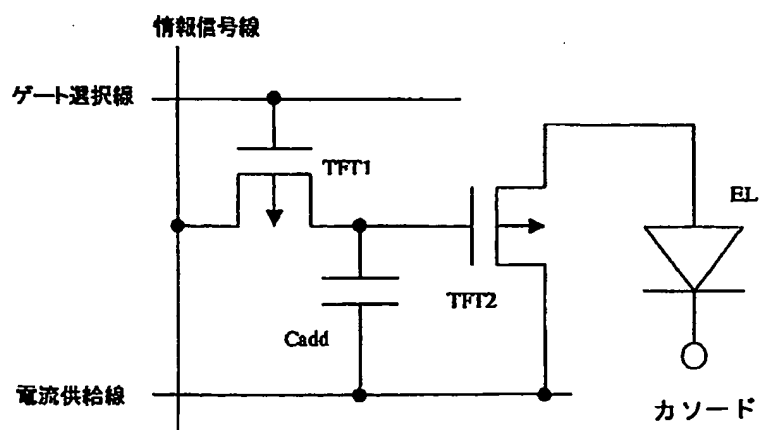 情報信号線
ゲート選択線
TFT1
EL
TFT2
Cadd
電流供給線
カソード